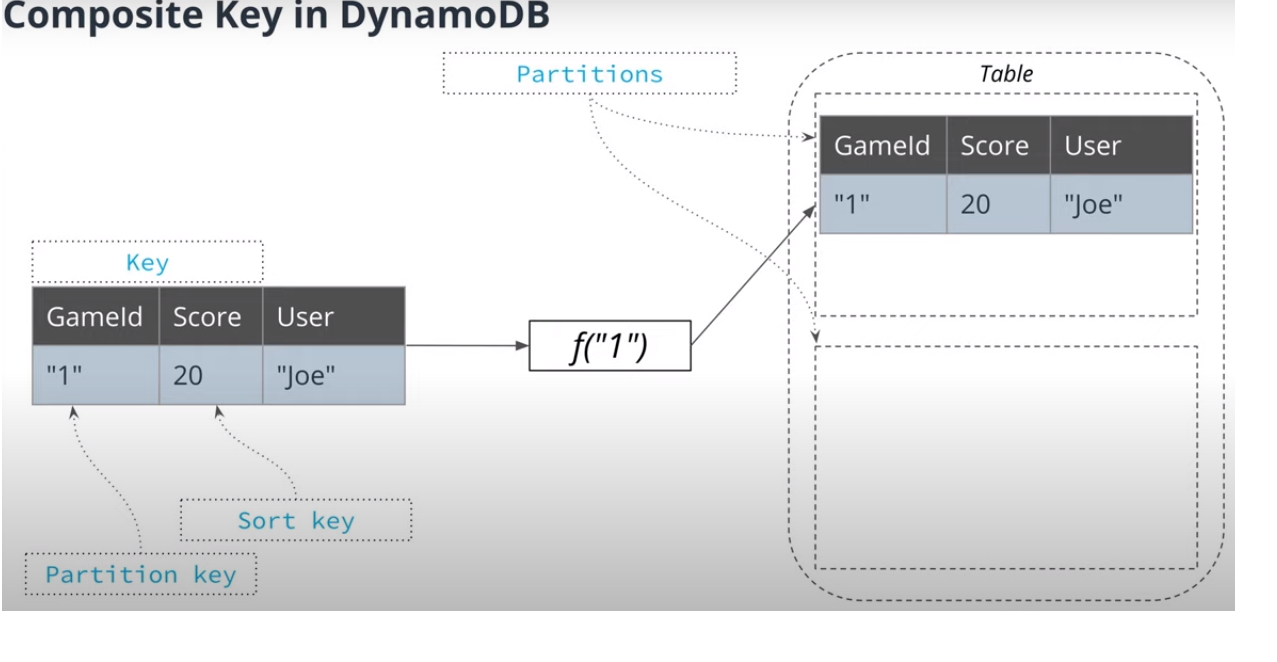 Composite Key in DynamoDB
Partitions
Table
GameId Score User
"1" 20 "Joe"
Key
GameId Score User
"1" 20 "Joe"
f("1")
Sort key
Partition key